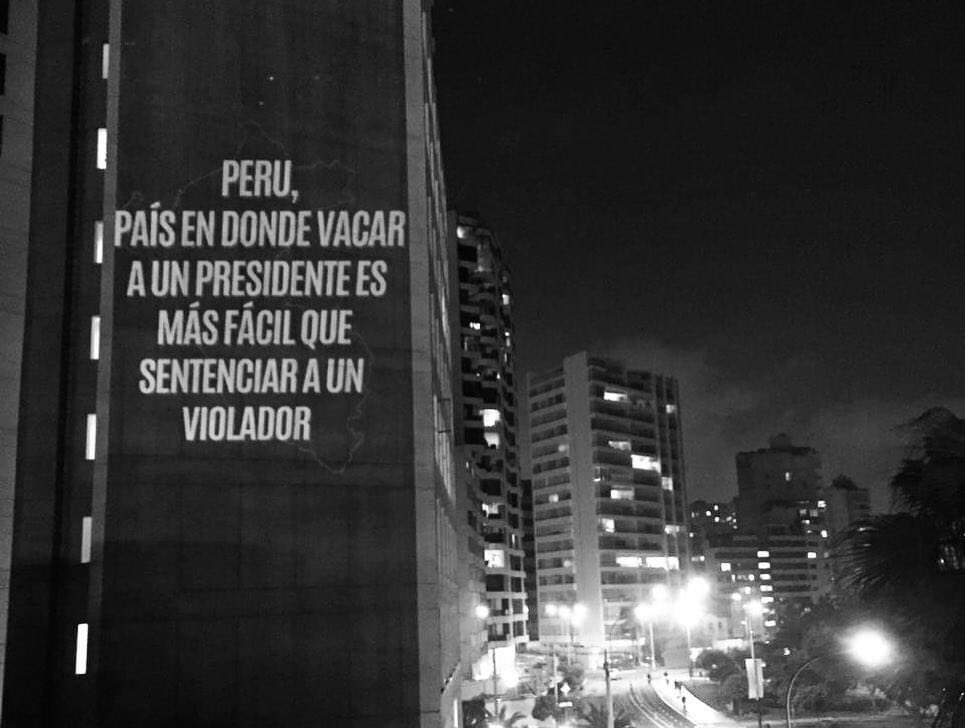 PERU,
PAÍS EN DONDE VACAR
A UN PRESIDENTE ES
MÁS FÁCIL QUE
SENTENCIAR A UN
VIOLADOR